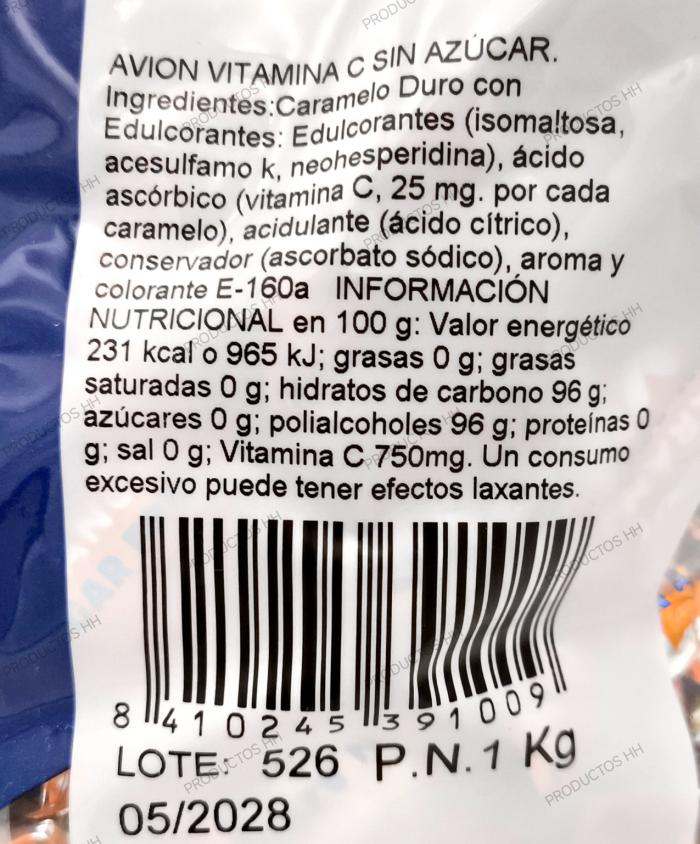 AVION VITAMINA C SIN AZÚCAR.
Ingredientes:Caramelo Duro con
Edulcorantes: Edulcorantes (isomaltosa,
acesulfamo k, neohesperidina), ácido
ascórbico (vitamina C, 25 mg. por cada
caramelo), acidulante (ácido cítrico),
conservador (ascorbato sódico), aroma y
colorante E-160a INFORMACIÓN
NUTRICIONAL en 100 g: Valor energético
231 kcal o 965 kJ; grasas 0 g; grasas
saturadas 0 g; hidratos de carbono 96 g;
azúcares 0 g; polialcoholes 96 g; proteínas 0
g; sal 0 g; Vitamina C 750mg. Un consumo
excesivo puede tener efectos laxantes.
8 410245 391009
LOTE: 526 P.N.1 Kg
05/2028
PRODUCTOS HH